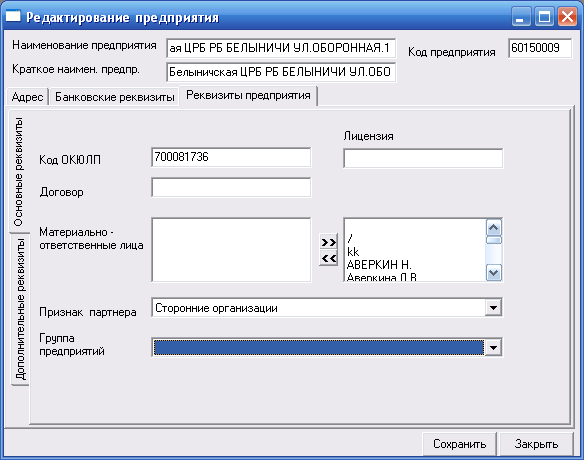 Редактирование предприятия
Наименование предприятия
ая ЦРБ РБ БЕЛЫНИЧИ УЛ.ОБОРОННАЯ.1
Код предприятия
60150009
Краткое наимен. предпр.
Белыничская ЦРБ РБ БЕЛЫНИЧИ УЛ.ОБО
Адрес
Банковские реквизиты
Реквизиты предприятия
Основные реквизиты
Дополнительные реквизиты
Лицензия
Код ОКЮЛП
700081736
Договор
Материально -
ответственные лица
>>
<<
/
kk
АВЕРКИН Н.
Аверкина Л.В.
Признак партнера
Сторонние организации
Группа
предприятий
Сохранить
Закрыть